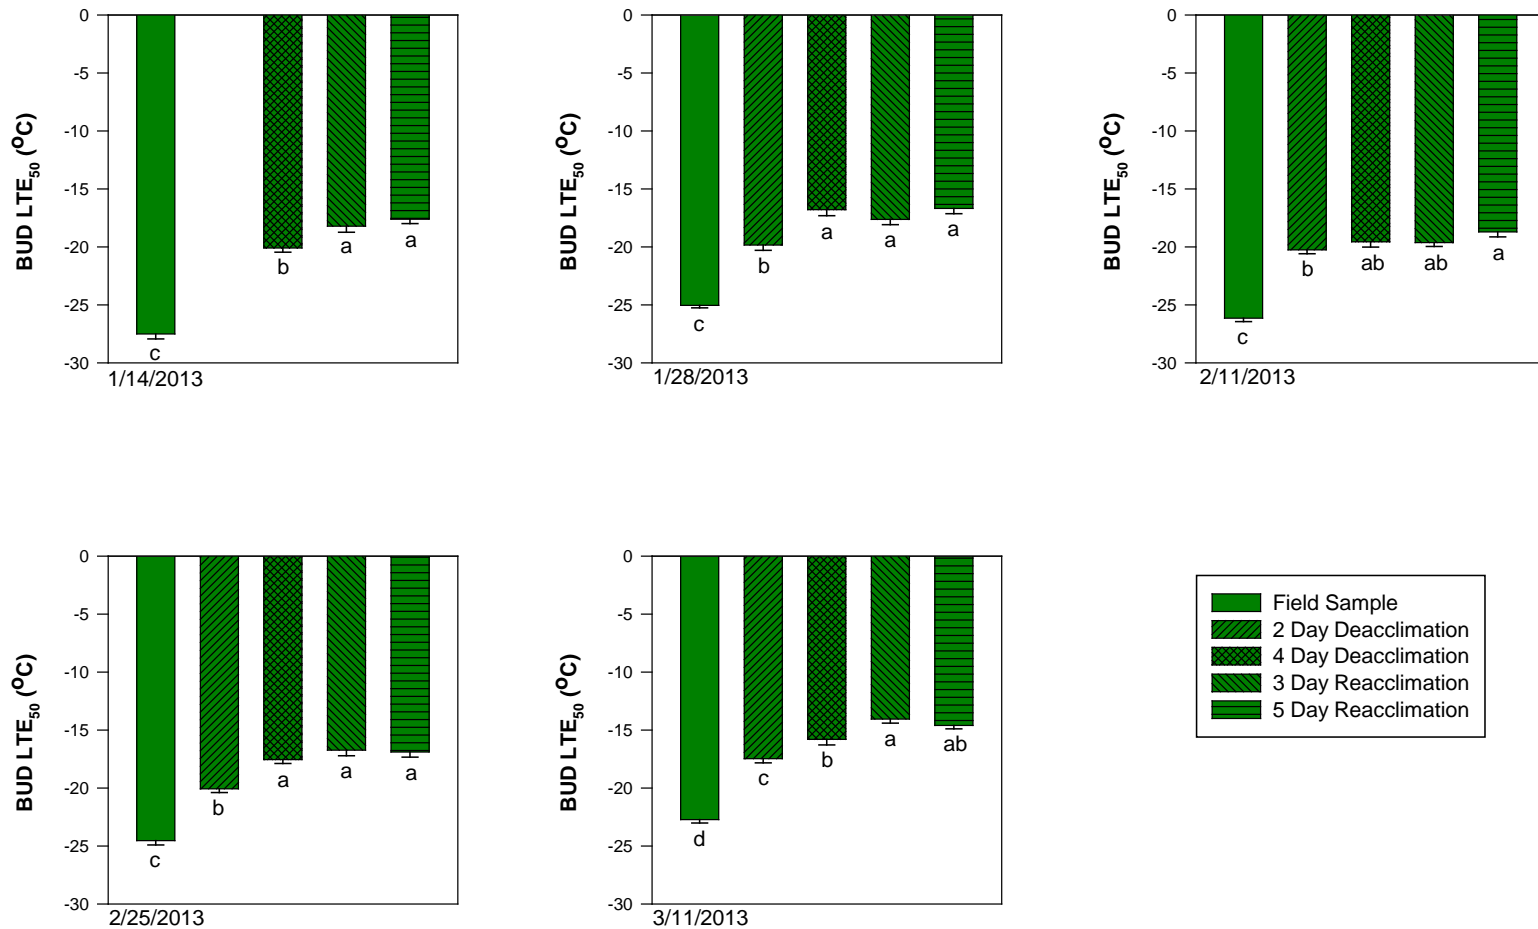 0
-5
-10
-15
-20
-25
-30
BUD LTE50 (oC)
c
b
a
a
1/14/2013
0
-5
-10
-15
-20
-25
-30
BUD LTE50 (oC)
c
b
a
a
a
1/28/2013
0
-5
-10
-15
-20
-25
-30
BUD LTE50 (oC)
c
b
ab
ab
a
2/11/2013
0
-5
-10
-15
-20
-25
-30
BUD LTE50 (oC)
c
b
a
a
a
2/25/2013
0
-5
-10
-15
-20
-25
-30
BUD LTE50 (oC)
d
c
b
a
ab
3/11/2013
Field Sample
2 Day Deacclimation
4 Day Deacclimation
3 Day Reacclimation
5 Day Reacclimation